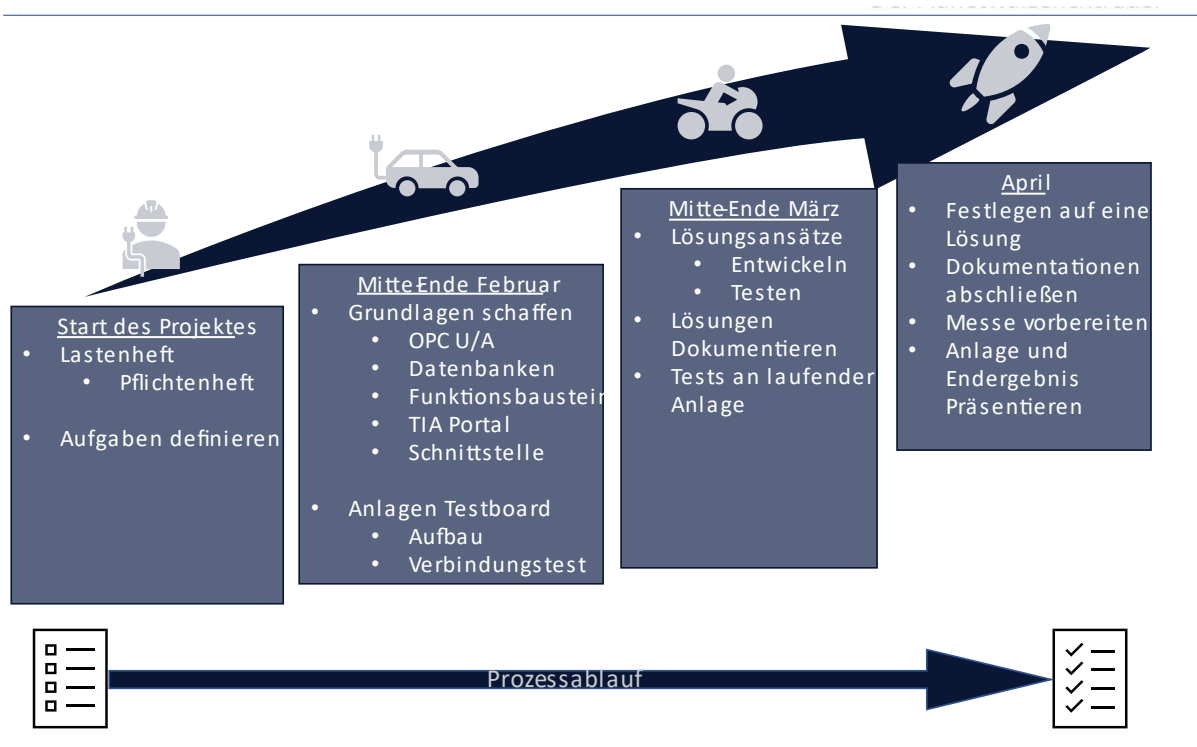 Start des Projektes
• Lastenheft
• Pflichtenheft
• Aufgaben definieren
Mitte-Ende Februar
• Grundlagen schaffen
• OPC U/A
• Datenbanken
• Funktionsbaustein
• TIA Portal
• Schnittstelle
• Anlagen Testboard
• Aufbau
• Verbindungstest
Mitte-Ende März
• Lösungsansätze
• Entwickeln
• Testen
• Lösungen
Dokumentieren
• Tests an laufender
Anlage
April
• Festlegen auf eine
Lösung
• Dokumentationen
abschließen
• Messe vorbereiten
• Anlage und
Endergebnis
Präsentieren
Prozessablauf